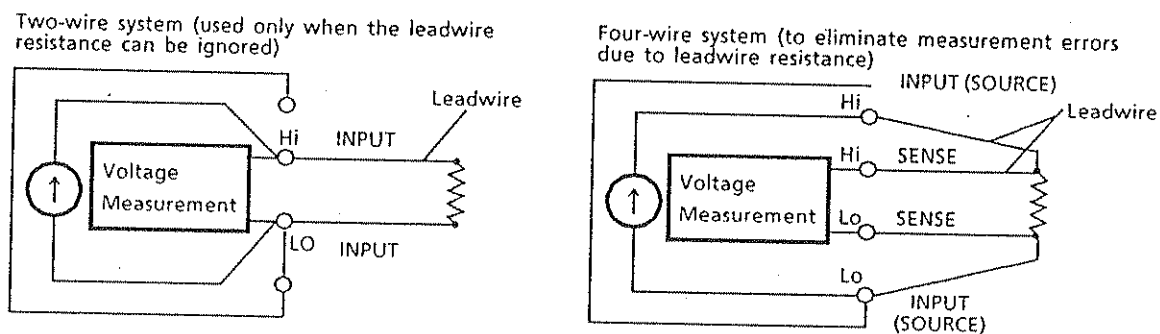 Two-wire system (used only when the leadwire
resistance can be ignored)
Leadwire
Hi
INPUT
Voltage
Measurement
LO
INPUT
Four-wire system (to eliminate measurement errors
due to leadwire resistance)
INPUT (SOURCE)
Hi
Leadwire
Hi
SENSE
Voltage
Measurement
Lo
SENSE
Lo
INPUT
(SOURCE)